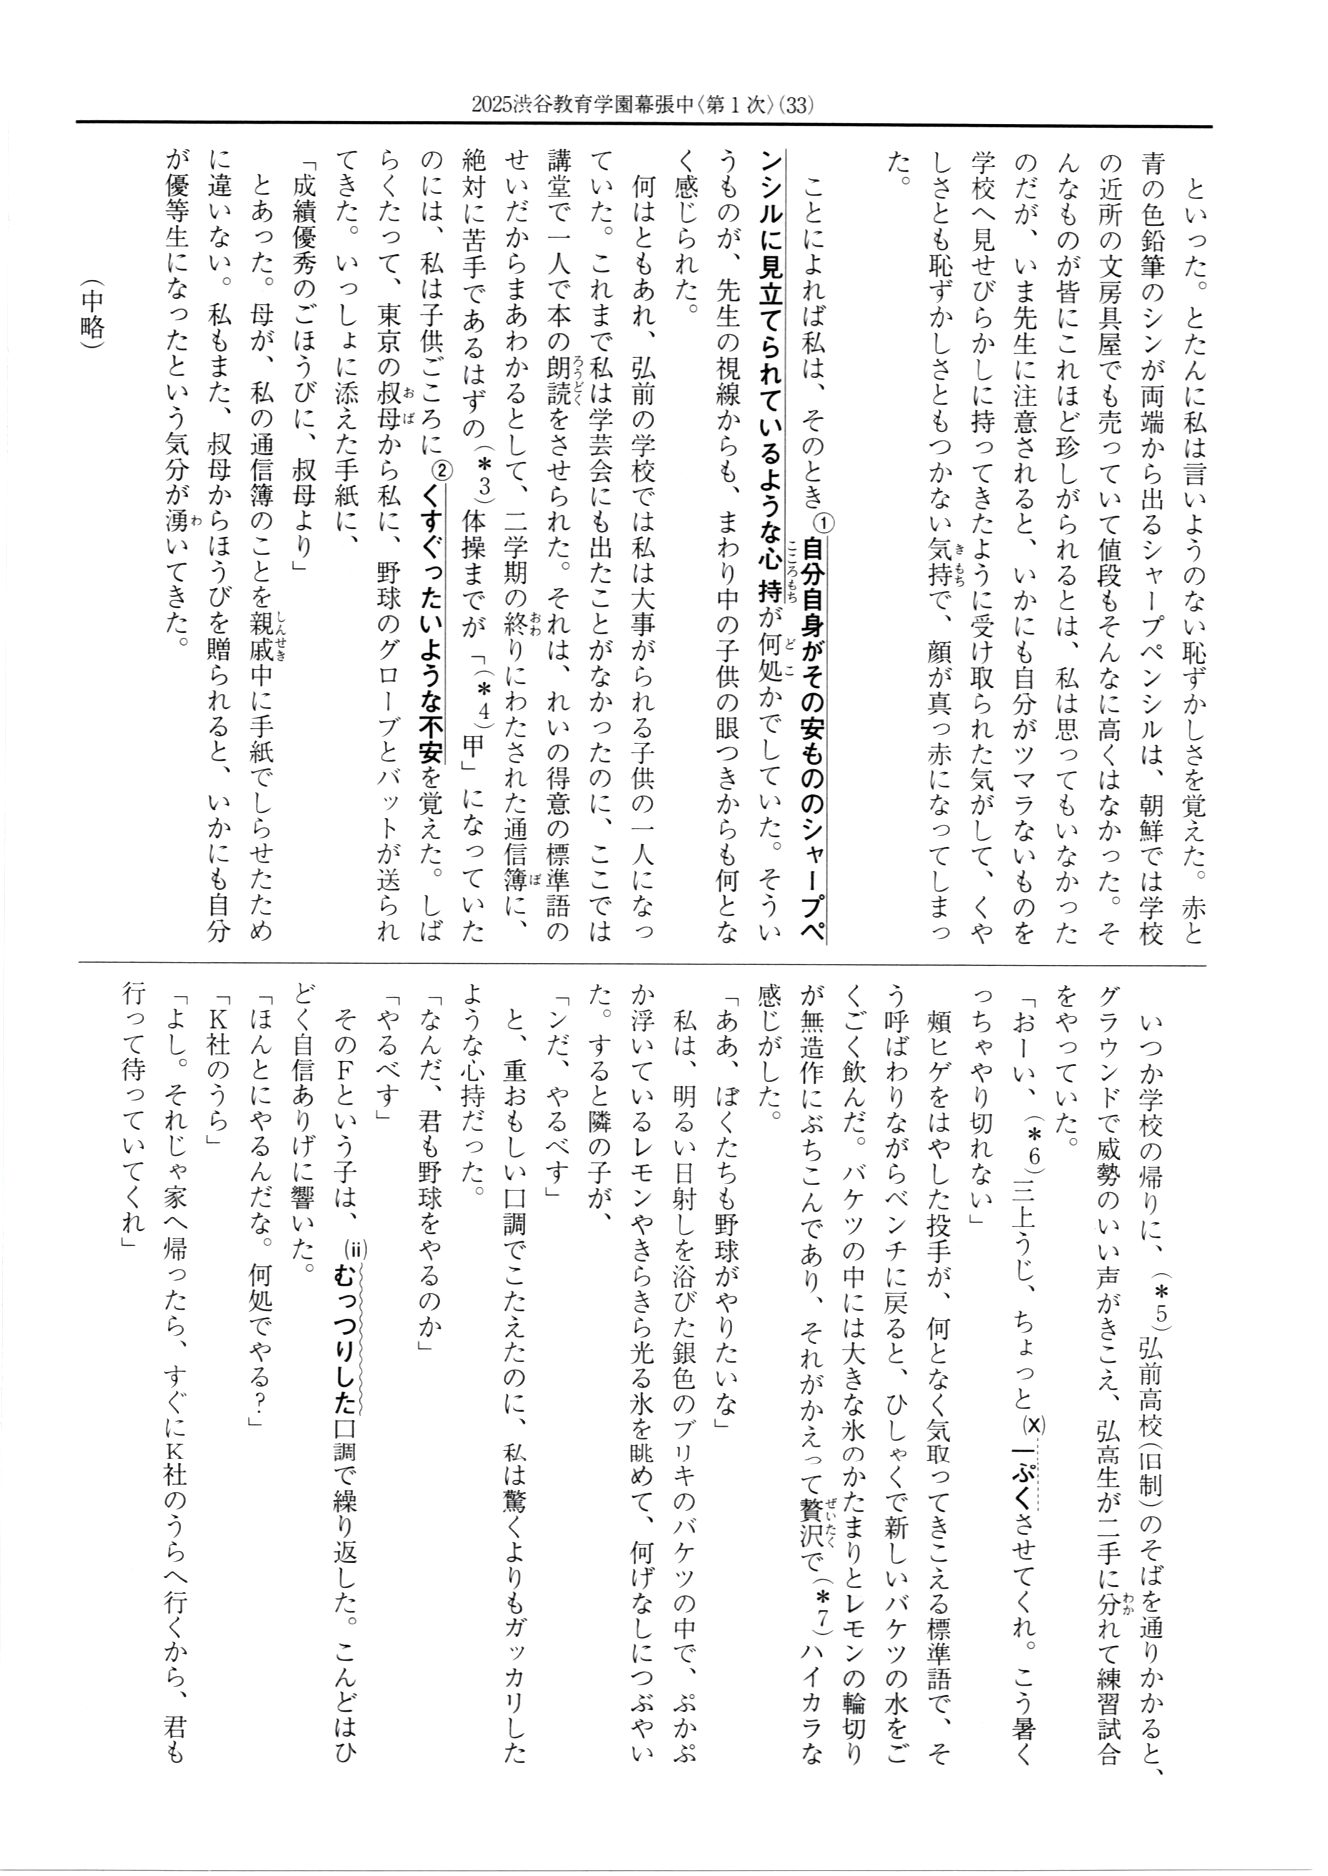 2025渋谷教育学園幕張中〈第1次〉(33)
といった。とたんに私は言いようのない恥ずかしさを覚えた。赤と
青の色鉛筆のシンが両端から出るシャープペンシルは、朝鮮では学校
の近所の文房具屋でも売っていて値段もそんなに高くはなかった。そ
んなものが皆にこれほど珍しがられるとは、私は思ってもいなかった
のだが、いま先生に注意されると、いかにも自分がツマラないものを
学校へ見せびらかしに持ってきたように受け取られた気がして、くや
しさとも恥ずかしさともつかない気持で、顔が真っ赤になってしまっ
た。
ことによれば私は、そのとき①自分自身がその安もののシャープペ
ンシルに見立てられているような心持が何処かでしていた。そうい
うものが、先生の視線からも、まわり中の子供の眼つきからも何とな
く感じられた。
何はともあれ、弘前の学校では私は大事がられる子供の一人になっ
ていた。これまで私は学芸会にも出たことがなかったのに、ここでは
講堂で一人で本の朗読をさせられた。それは、れいの得意の標準語の
せいだからまあわかるとして、二学期の終りにわたされた通信簿に、
絶対に苦手であるはずの(＊3)体操までが「(＊4)甲」になっていた
のには、私は子供ごころに②くすぐったいような不安を覚えた。しば
らくたって、東京の叔母から私に、野球のグローブとバットが送られ
てきた。いっしょに添えた手紙に、
「成績優秀のごほうびに、叔母より」
とあった。母が、私の通信簿のことを親戚中に手紙でしらせたため
に違いない。私もまた、叔母からほうびを贈られると、いかにも自分
が優等生になったという気分が湧いてきた。
（中略）
いつか学校の帰りに、(＊5)弘前高校(旧制)のそばを通りかかると、
グラウンドで威勢のいい声がきこえ、弘高生が二手に分れて練習試合
をやっていた。
「おーい、(＊6)三上うじ、ちょっと(X)一ぷくさせてくれ。こう暑く
っちゃやり切れない」
頰ヒゲをはやした投手が、何となく気取ってきこえる標準語で、そ
う呼ばわりながらベンチに戻ると、ひしゃくで新しいバケツの水をご
くごく飲んだ。バケツの中には大きな氷のかたまりとレモンの輪切り
が無造作にぶちこんであり、それがかえって贅沢で(＊7)ハイカラな
感じがした。
「ああ、ぼくたちも野球がやりたいな」
私は、明るい日射しを浴びた銀色のブリキのバケツの中で、ぷかぷ
か浮いているレモンやきらきら光る氷を眺めて、何げなしにつぶやい
た。すると隣の子が、
「ンだ、やるべす」
と、重おもしい口調でこたえたのに、私は驚くよりもガッカリした
ような心持だった。
「なんだ、君も野球をやるのか」
「やるべす」
そのFという子は、(ii)むっつりした口調で繰り返した。こんどはひ
どく自信ありげに響いた。
「ほんとにやるんだな。何処でやる？」
「K社のうら」
「よし。それじゃ家へ帰ったら、すぐにK社のうらへ行くから、君も
行って待っていてくれ」